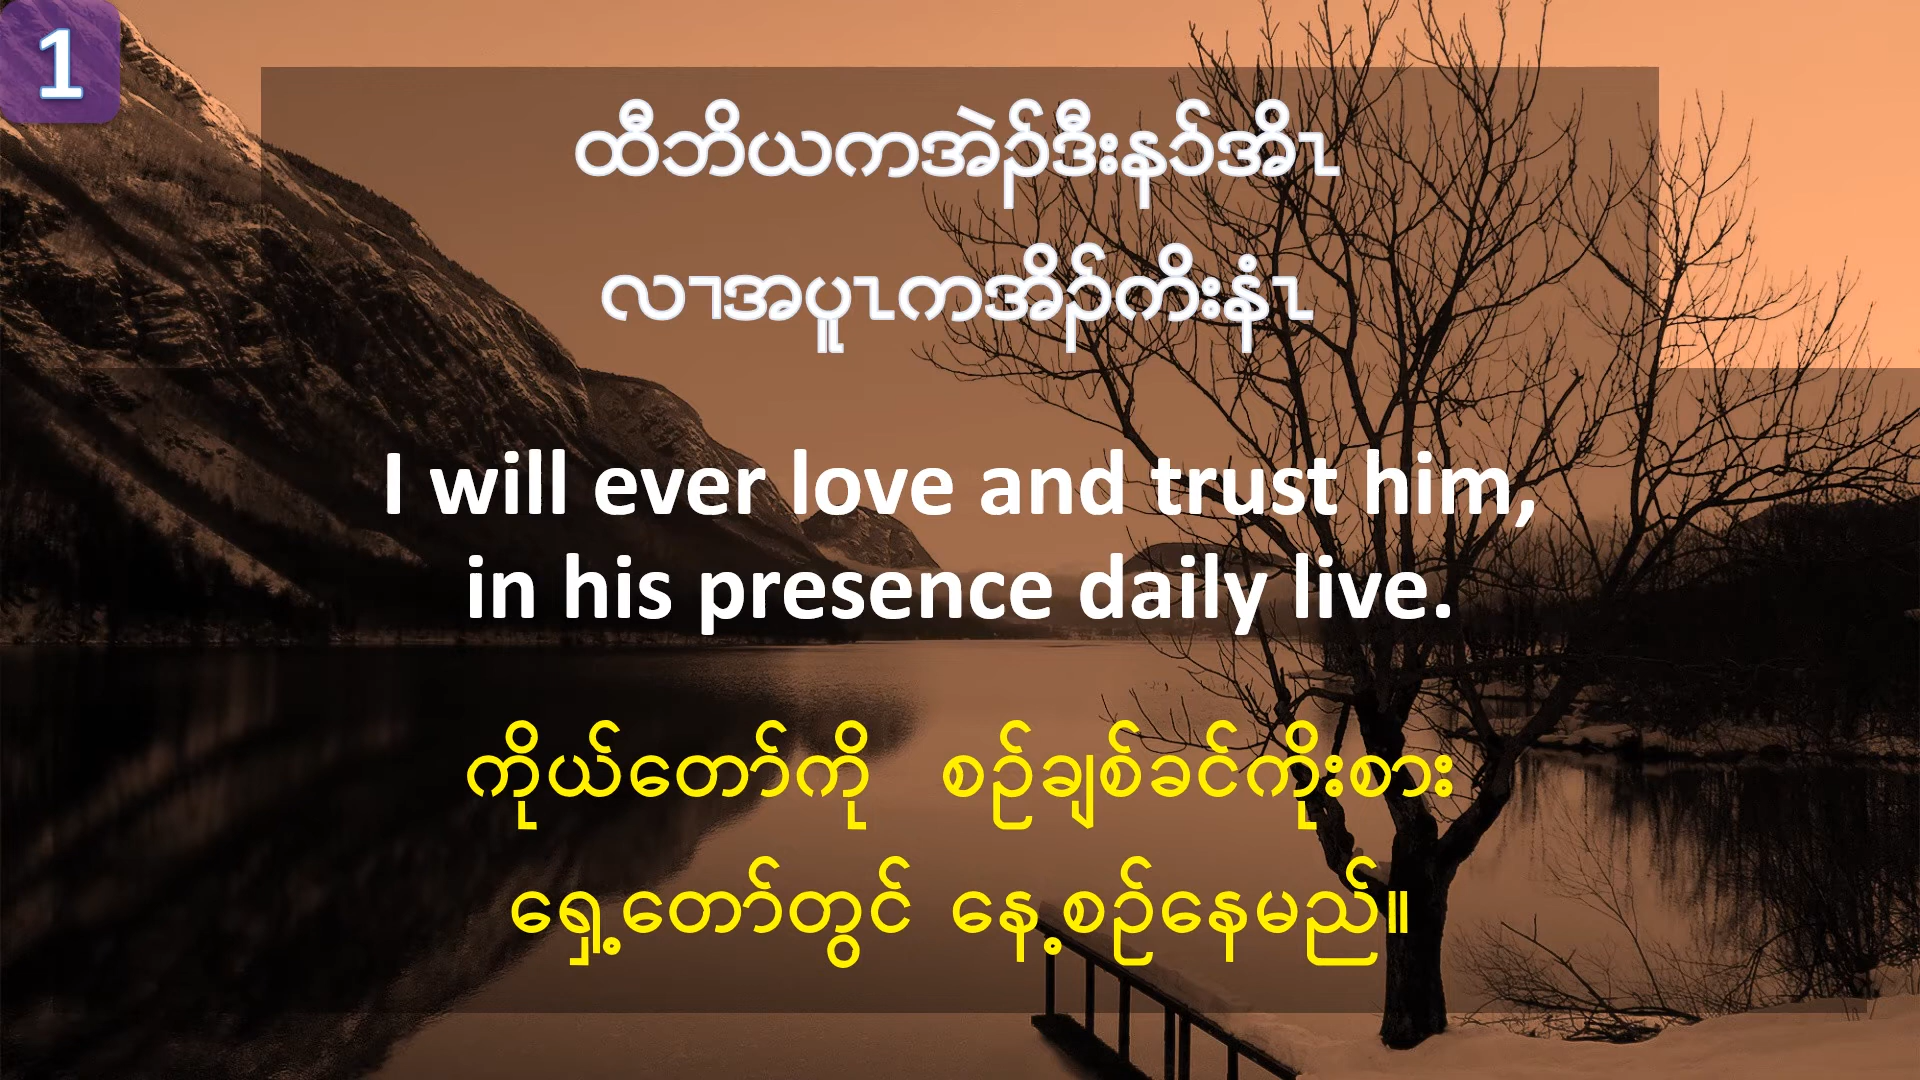 1
ထီဘိယကအဲၣ်ဒီးနၥ်အိၤ
လၢအပူၤကအိၣ်ကိးနံၤ
I will ever love and trust him,
in his presence daily live.
ကိုယ်တော်ကို စဉ်ချစ်ခင်ကိုးစား
ရှေ့တော်တွင် နေ့စဉ်နေမည်။